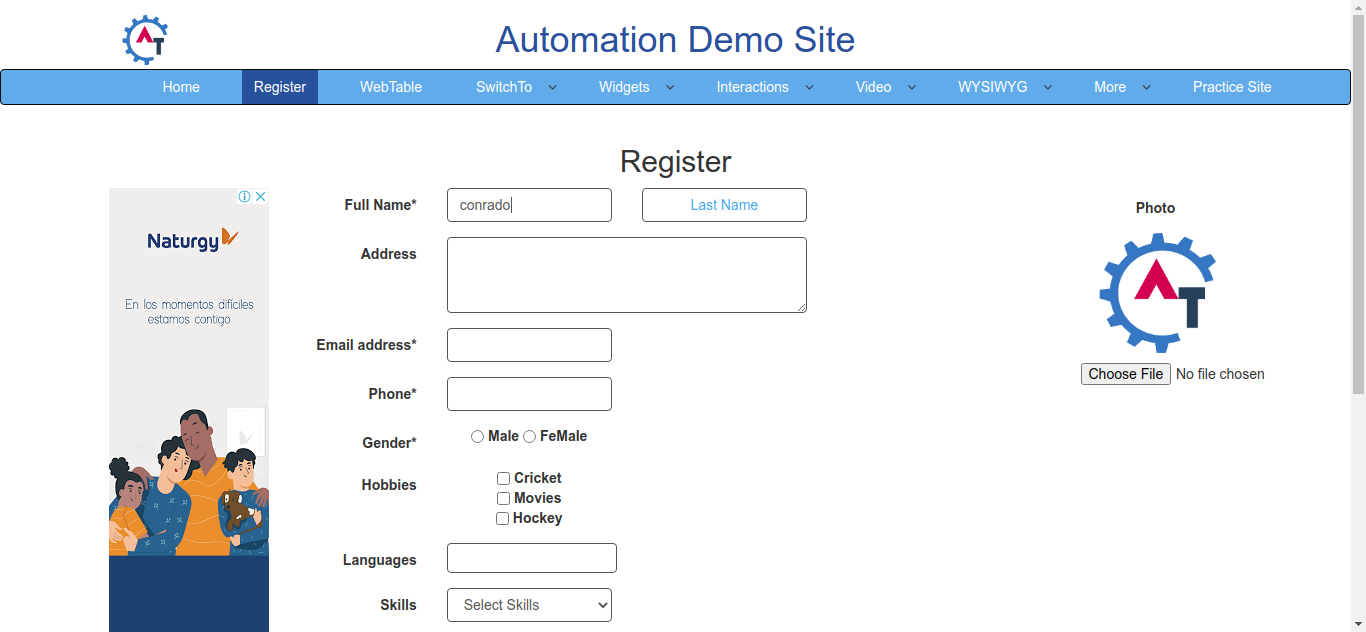 AT
Automation Demo Site
Home Register WebTable SwitchTo Widgets Interactions Video WYSIWYG More Practice Site
Register
Full Name* conrado Last Name
Photo
Naturgy
En los momentos difíciles
estamos contigo
Address
AT
Email address*
Choose File No file chosen
Phone*
Gender* Male FeMale
Hobbies Cricket
Movies
Hockey
Languages
Skills Select Skills